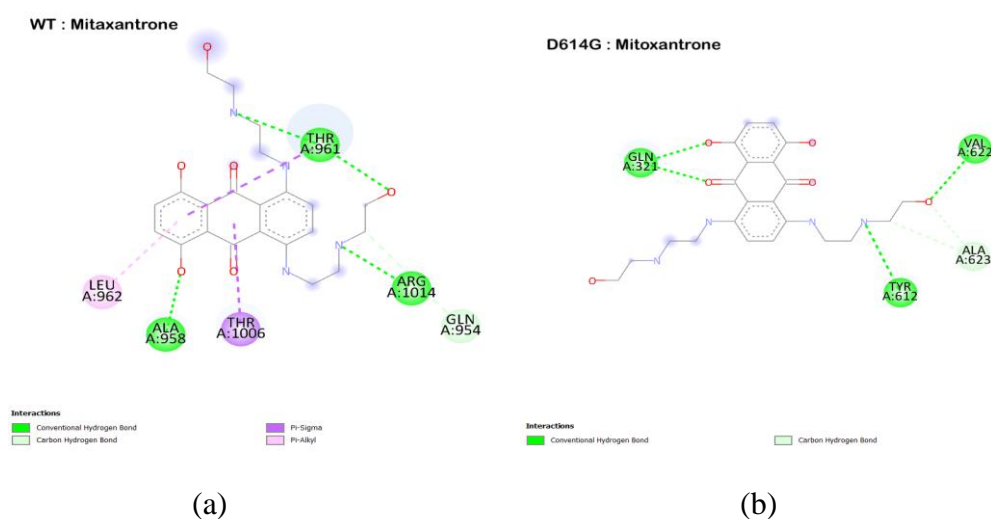 WT : Mitaxantrone
O
N
THR
A:961
O
O
N
O
O
O
N
N
LEU
A:962
ARG
A:1014
ALA
A:958
THR
A:1006
GLN
A:954
Interactions
Conventional Hydrogen Bond
Carbon Hydrogen Bond
Pi-Sigma
Pi-Alkyl
(a)
D614G : Mitoxantrone
GLN
A:321
VAL
A:622
O
O
O
O
O
N
N
N
N
O
ALA
A:623
TYR
A:612
Interactions
Conventional Hydrogen Bond
Carbon Hydrogen Bond
(b)